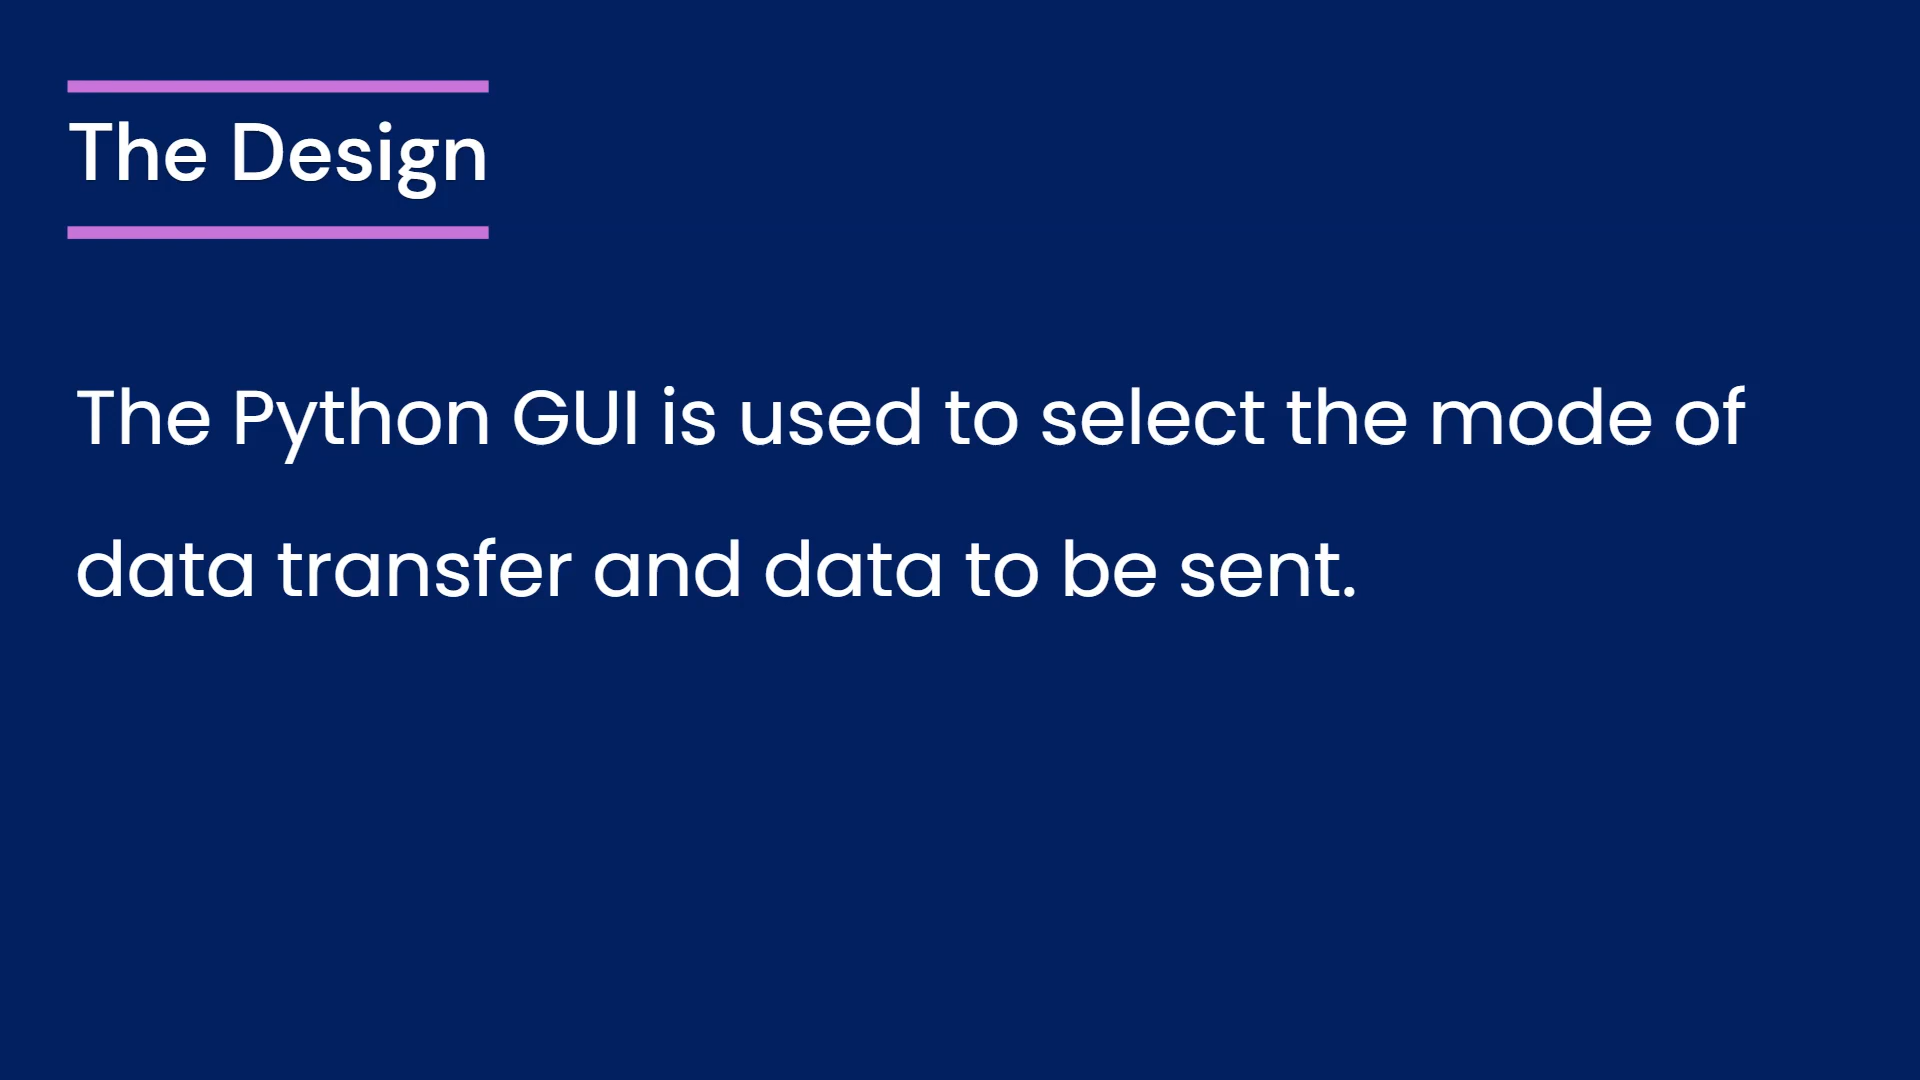 The Design
The Python GUI is used to select the mode of
data transfer and data to be sent.